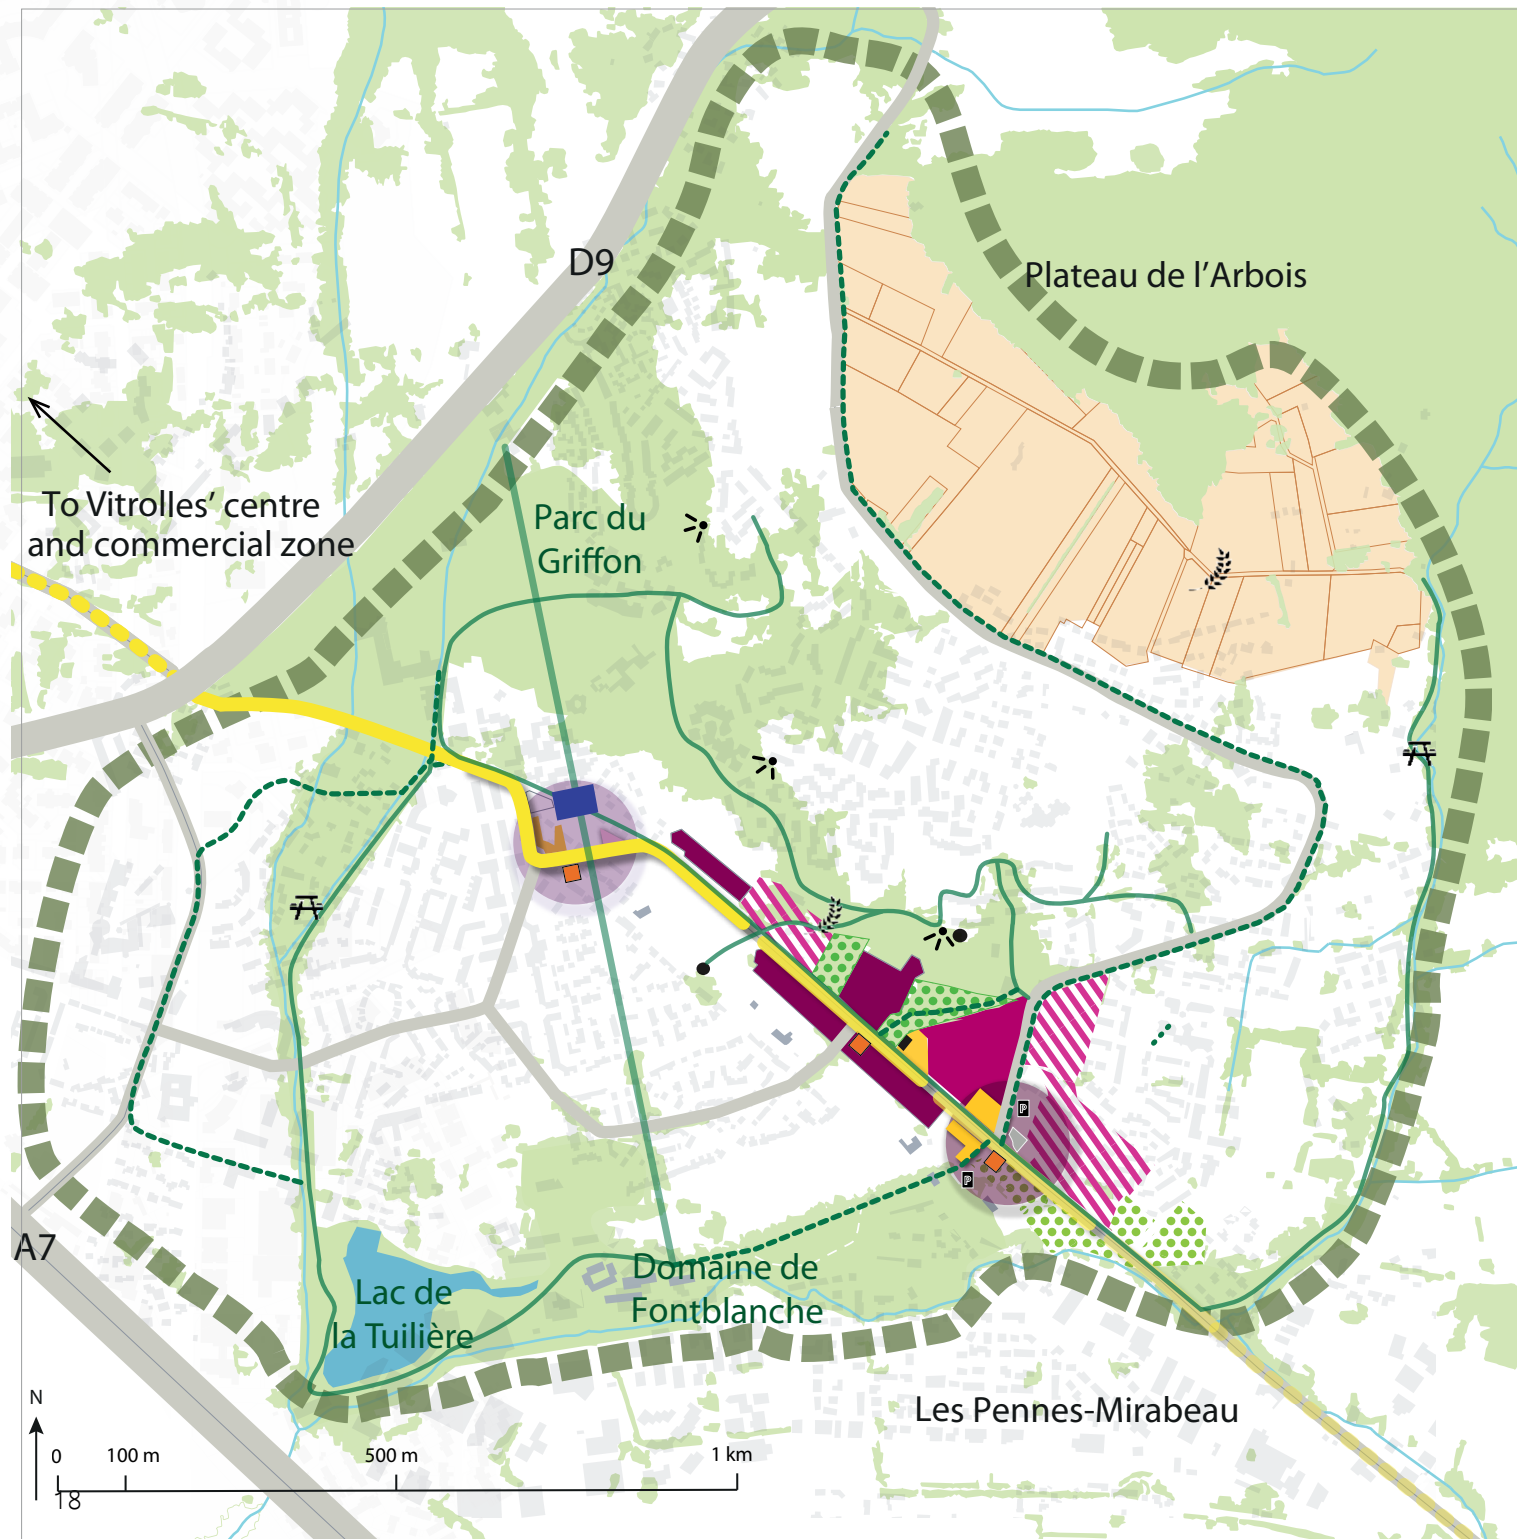 D9
Plateau de l'Arbois
To Vitrolles' centre
and commercial zone
Parc du
Griffon
P
P
A7
Lac de
la Tuilière
Domaine de
Fontblanche
Les Pennes-Mirabeau
N
0
100 m
500 m
1 km
18